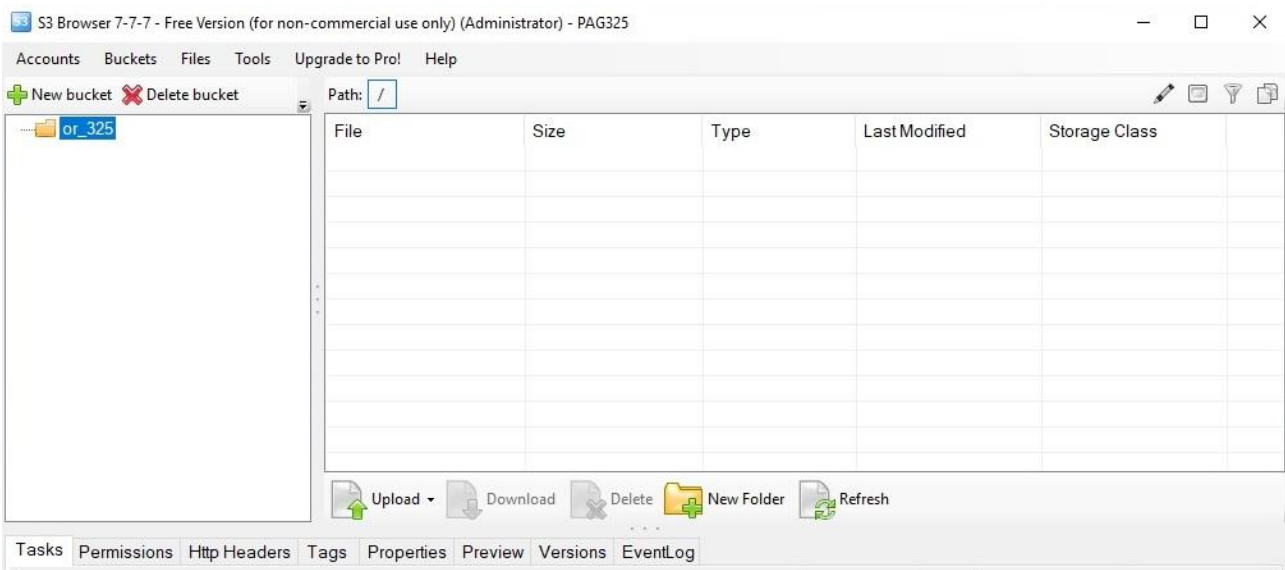 S3 Browser 7-7-7 - Free Version (for non-commercial use only) (Administrator) - PAG325
Accounts Buckets Files Tools Upgrade to Pro! Help
New bucket Delete bucket
Path: /
or_325
File Size Type Last Modified Storage Class
Upload Download Delete New Folder Refresh
Tasks Permissions Http Headers Tags Properties Preview Versions EventLog